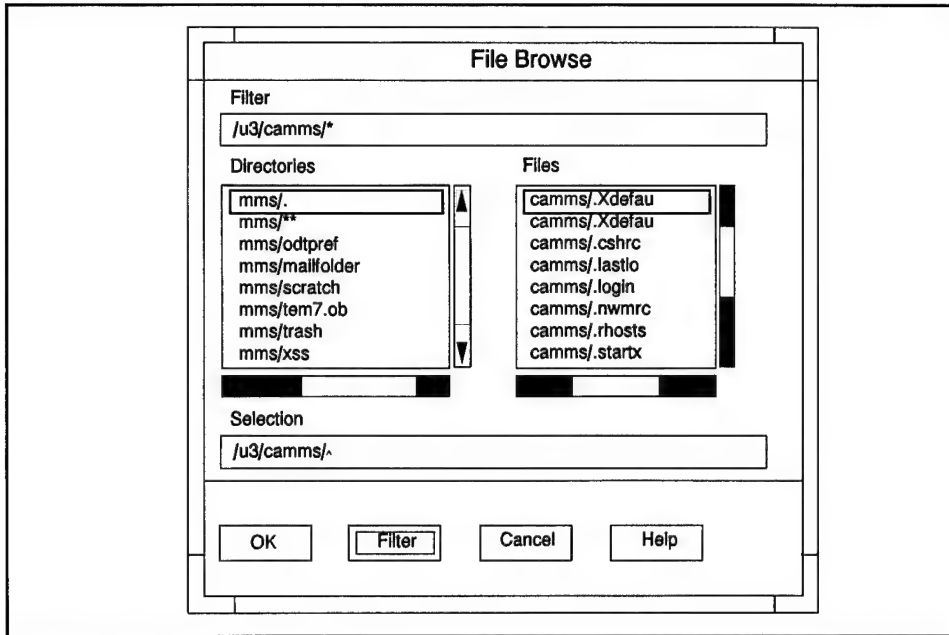 File Browse
Filter
/u3/camms/*
Directories
mms/.
mms/**
mms/odtpref
mms/mailfolder
mms/scratch
mms/tem7.ob
mms/trash
mms/xss
Files
camms/.Xdefau
camms/.Xdefau
camms/.cshrc
camms/.lastlo
camms/.login
camms/.nwmrc
camms/.rhosts
camms/.startx
Selection
/u3/camms/^
OK
Filter
Cancel
Help